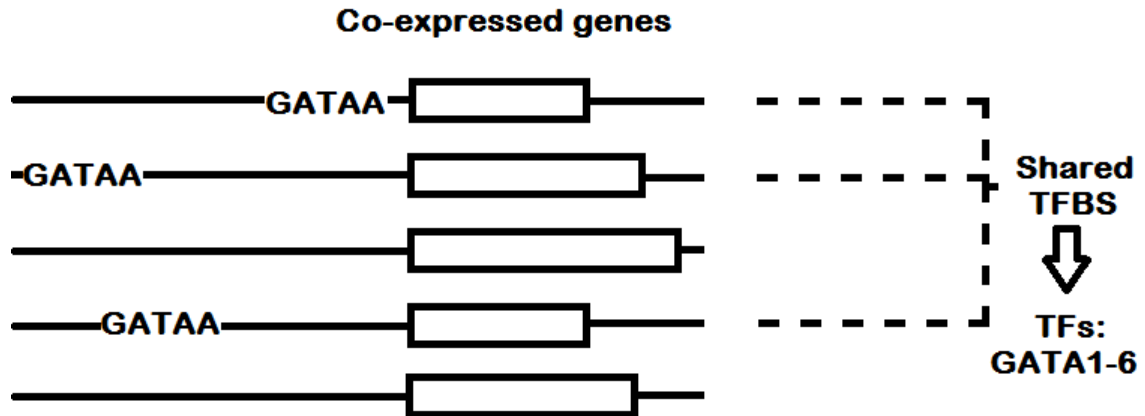 Co-expressed genes
GATAA
GATAA
GATAA
Shared
TFBS
TFs:
GATA1-6